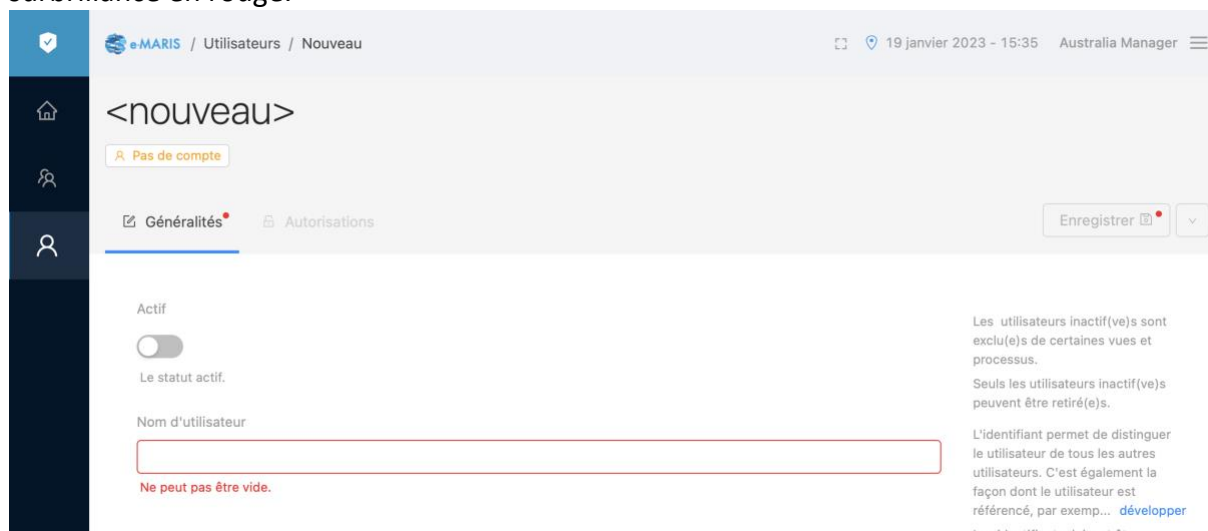 e-MARIS / Utilisateurs / Nouveau
19 janvier 2023 - 15:35 Australia Manager
<nouveau>
Pas de compte
Généralités
Autorisations
Enregistrer
Actif
Le statut actif.
Nom d'utilisateur
Ne peut pas être vide.
Les utilisateurs inactif(ve)s sont
exclu(e)s de certaines vues et
processus.
Seuls les utilisateurs inactif(ve)s
peuvent être retiré(e)s.
L'identifiant permet de distinguer
le utilisateur de tous les autres
utilisateurs. C'est également la
façon dont le utilisateur est
référencé, par exemp... développer